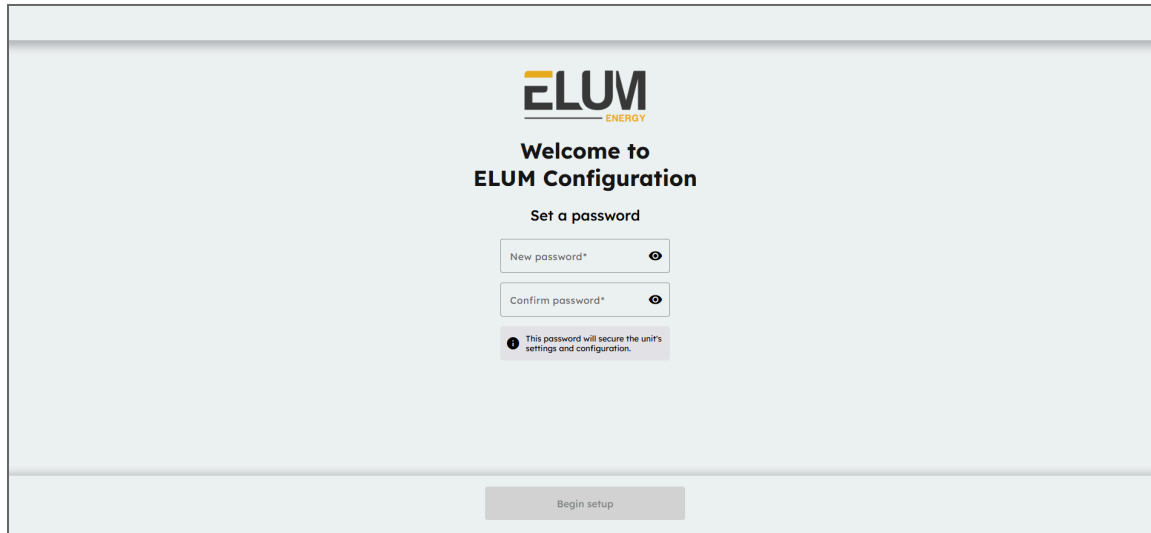 ELUM
ENERGY
Welcome to
ELUM Configuration
Set a password
New password*
Confirm password*
This password will secure the unit's
settings and configuration.
Begin setup